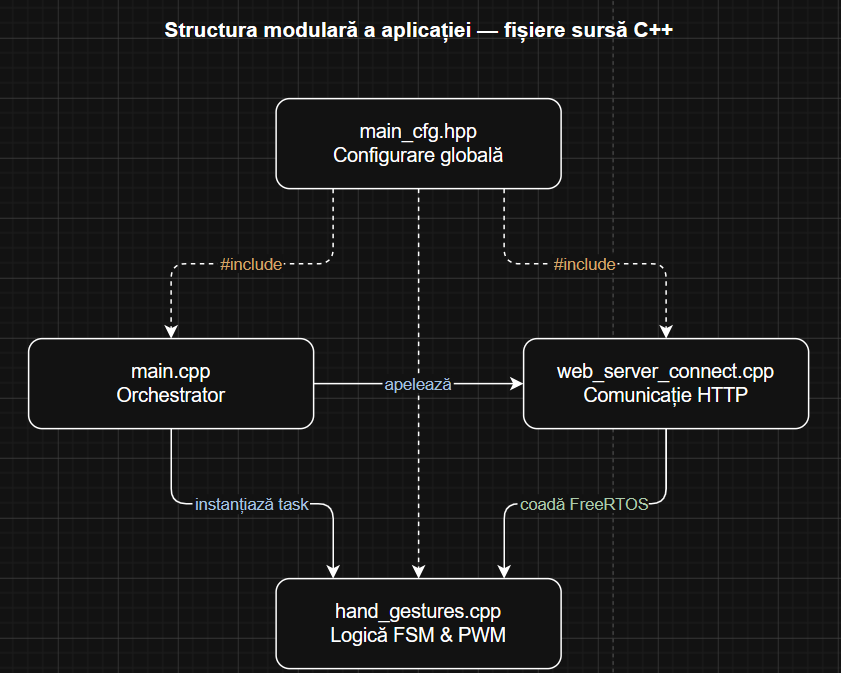 Structura modulară a aplicației — fișiere sursă C++
main_cfg.hpp
Configurare globală
#include
#include
main.cpp
Orchestrator
apelează
web_server_connect.cpp
Comunicație HTTP
instanțiază task
coadă FreeRTOS
hand_gestures.cpp
Logică FSM & PWM